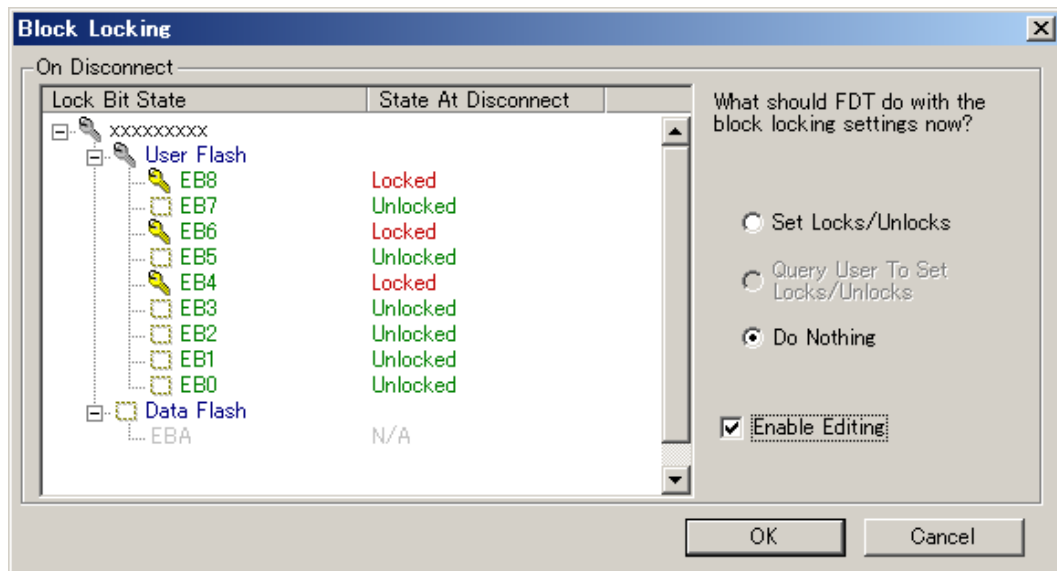 Block Locking
On Disconnect
Lock Bit State State At Disconnect
xxxxxxxxx
User Flash
EB8 Locked
EB7 Unlocked
EB6 Locked
EB5 Unlocked
EB4 Locked
EB3 Unlocked
EB2 Unlocked
EB1 Unlocked
EB0 Unlocked
Data Flash
EBA N/A
What should FDT do with the
block locking settings now?
Set Locks/Unlocks
Query User To Set
Locks/Unlocks
Do Nothing
Enable Editing
OK Cancel